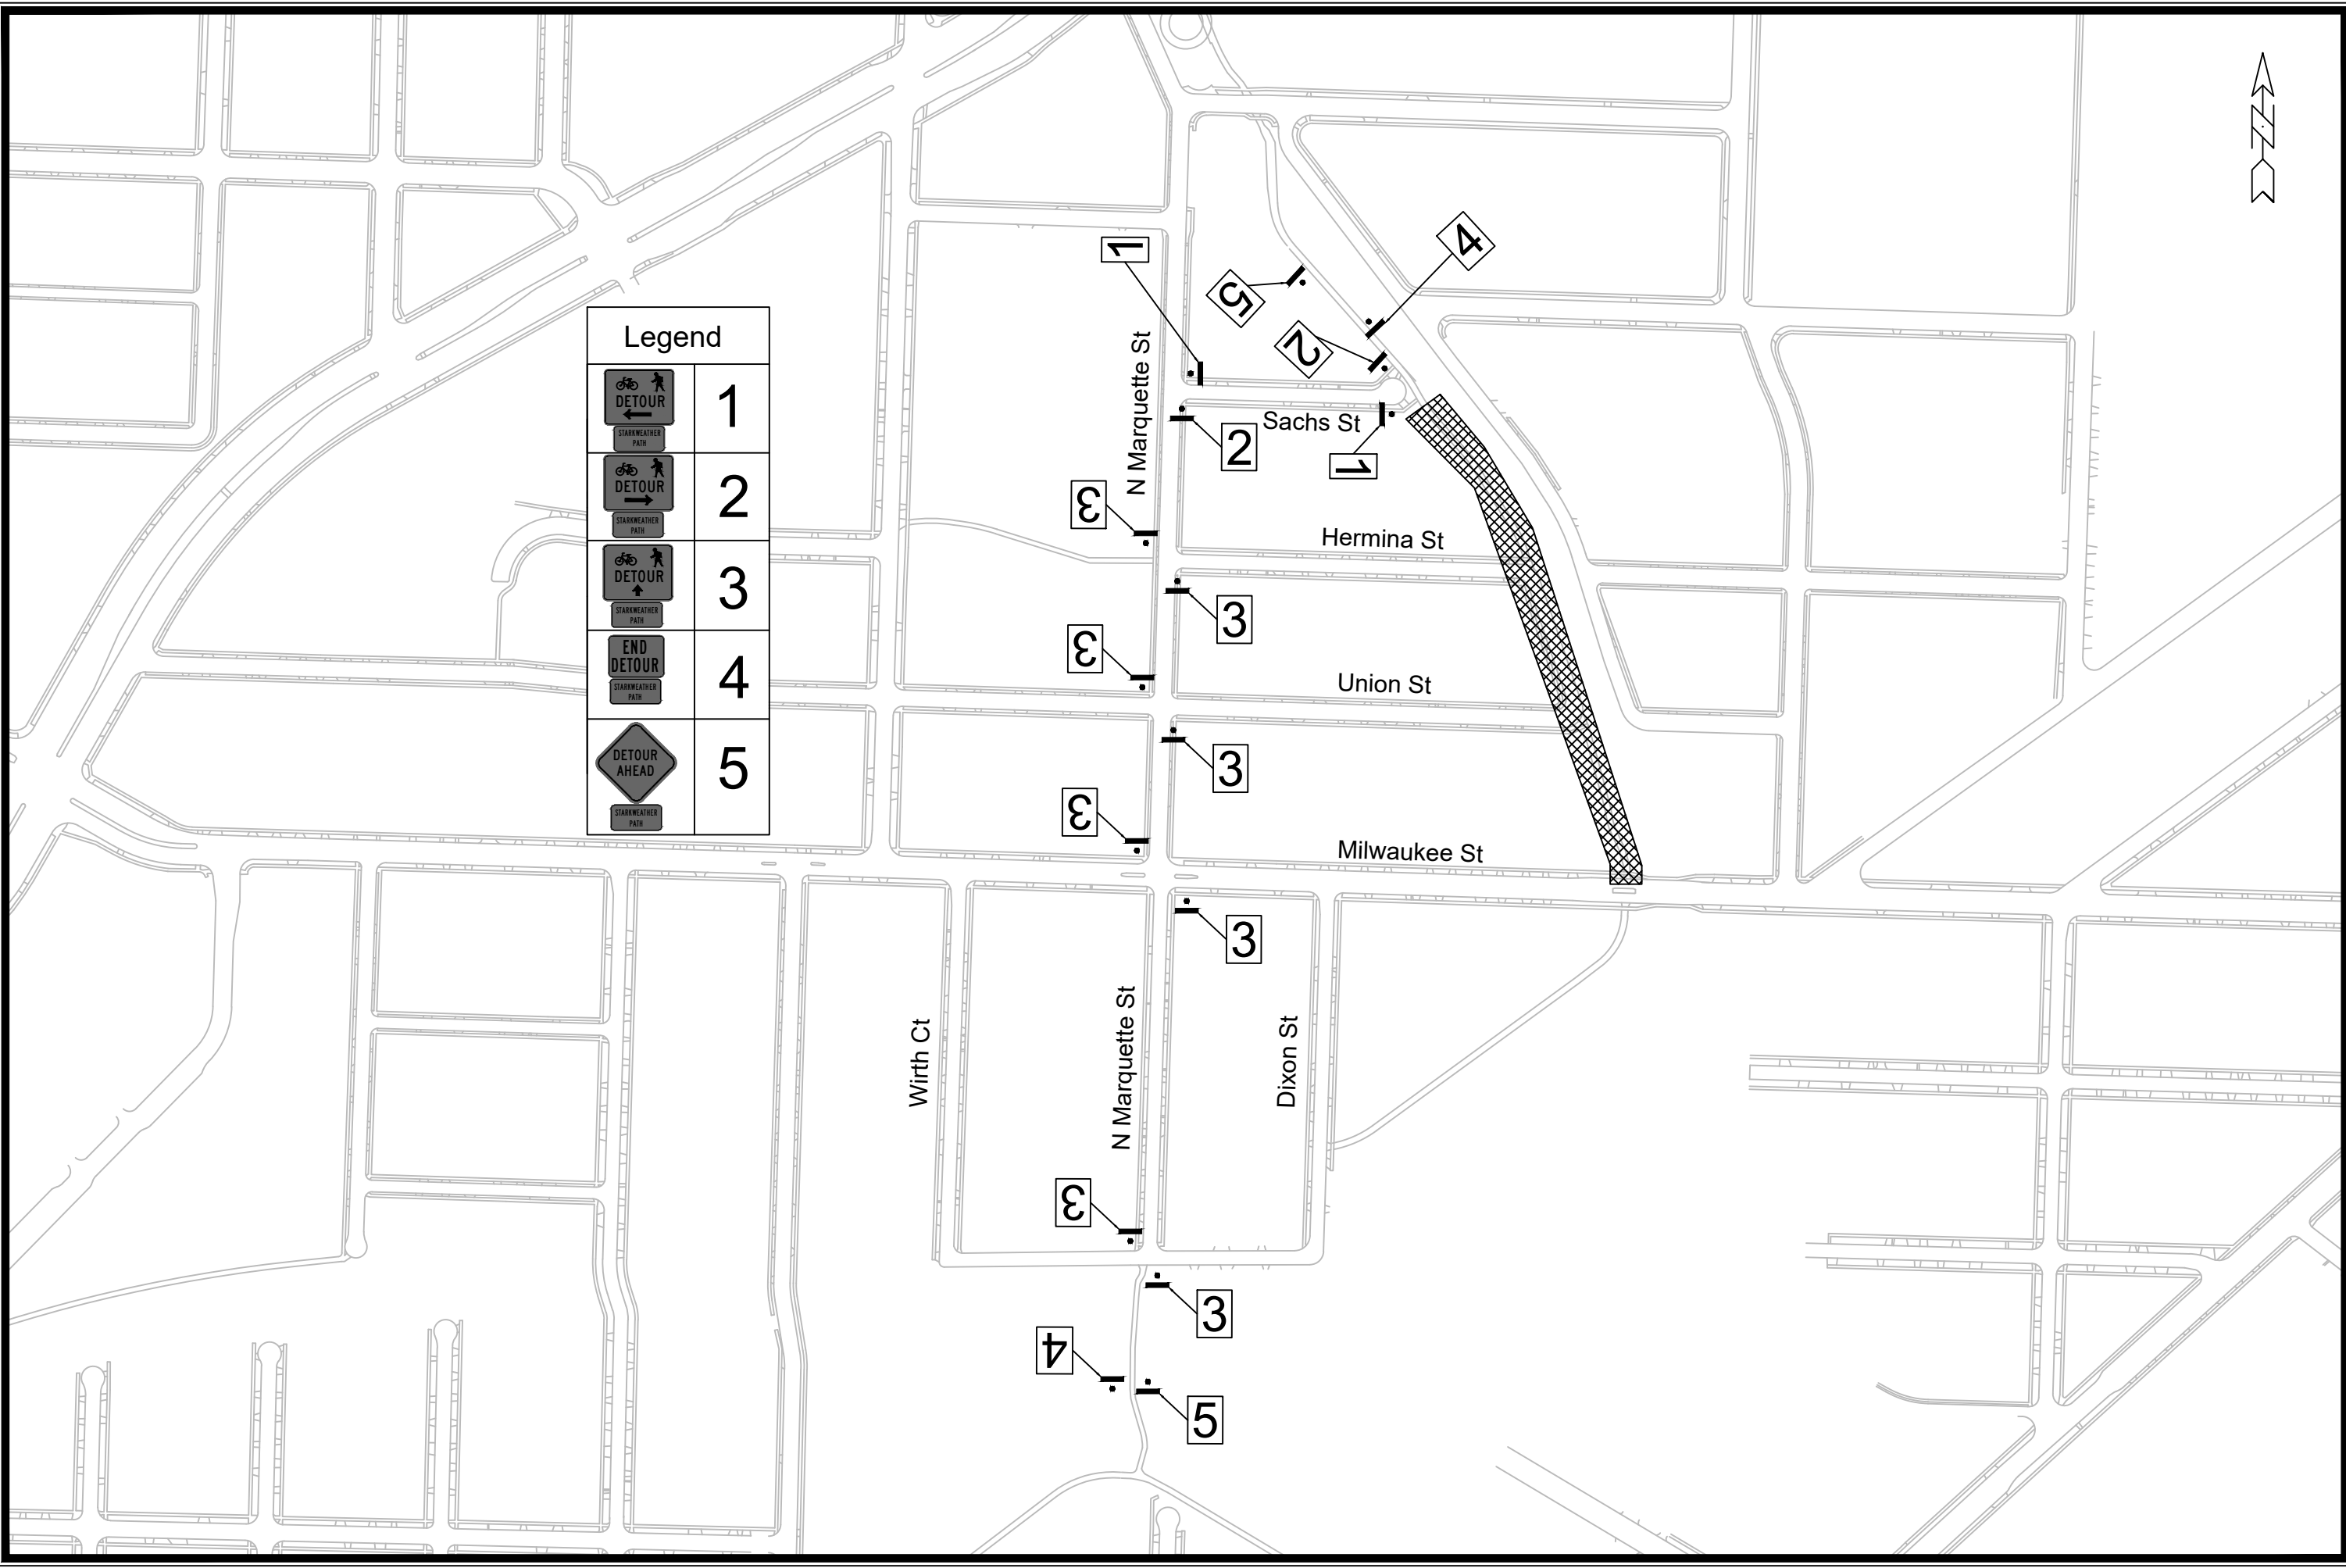 N
1
4
5
2
N Marquette St
Legend
DETOUR
STARKWEATHER
PATH
1
DETOUR
STARKWEATHER
PATH
2
DETOUR
STARKWEATHER
PATH
3
END
DETOUR
STARKWEATHER
PATH
4
DETOUR
AHEAD
STARKWEATHER
PATH
5
Sachs St
2
1
3
Hermina St
3
3
Union St
3
3
Milwaukee St
3
Wirth Ct
N Marquette St
Dixon St
3
3
4
5